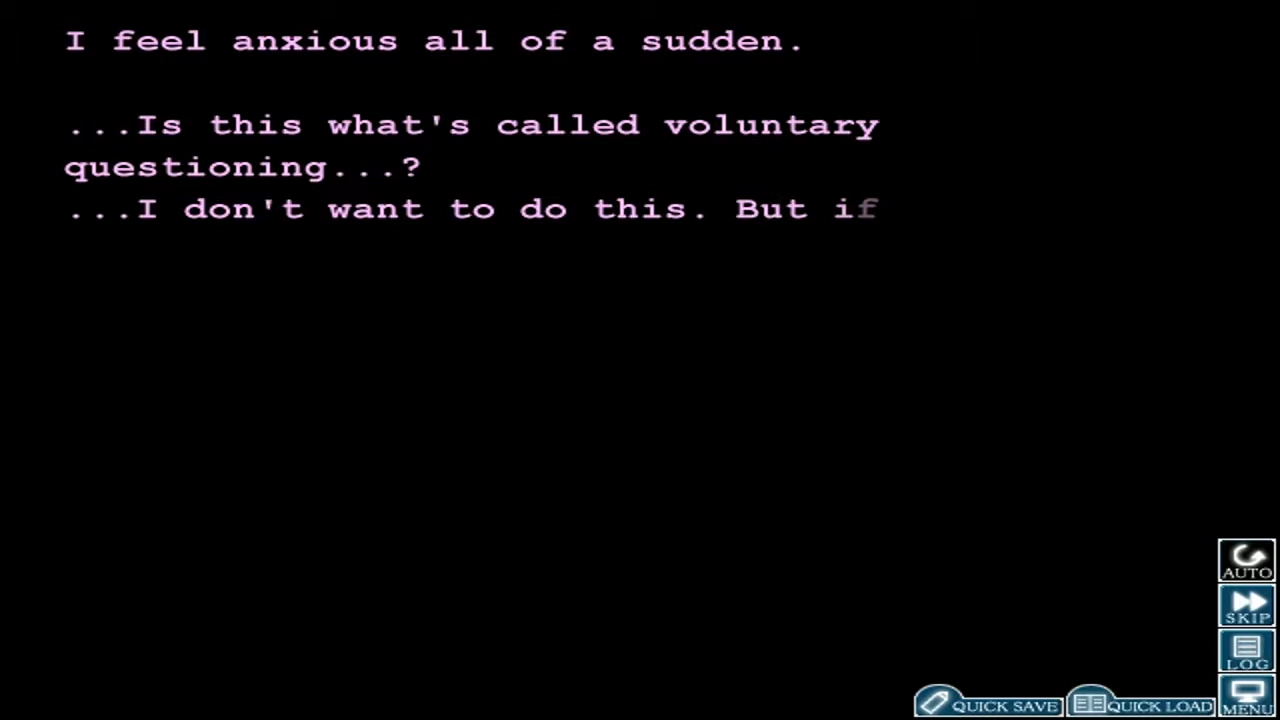 I feel anxious all of a sudden.
...Is this what's called voluntary
questioning...?
...I don't want to do this. But if
AUTO
SKIP
LOG
QUICK SAVE
QUICK LOAD
MENU